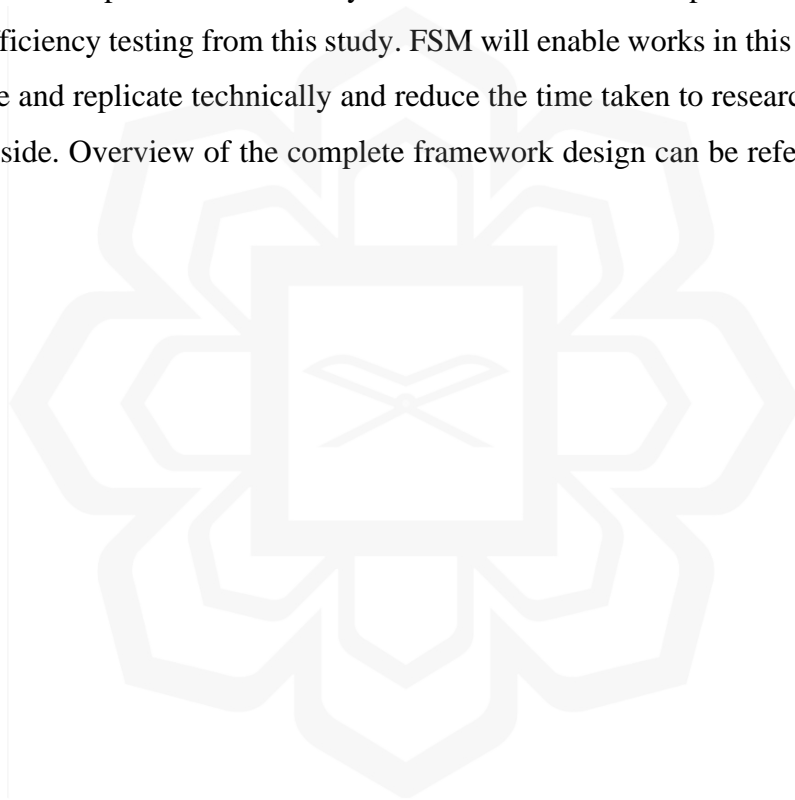 ficiency testing from this study. FSM will enable works in this
e and replicate technically and reduce the time taken to researc
side. Overview of the complete framework design can be refe